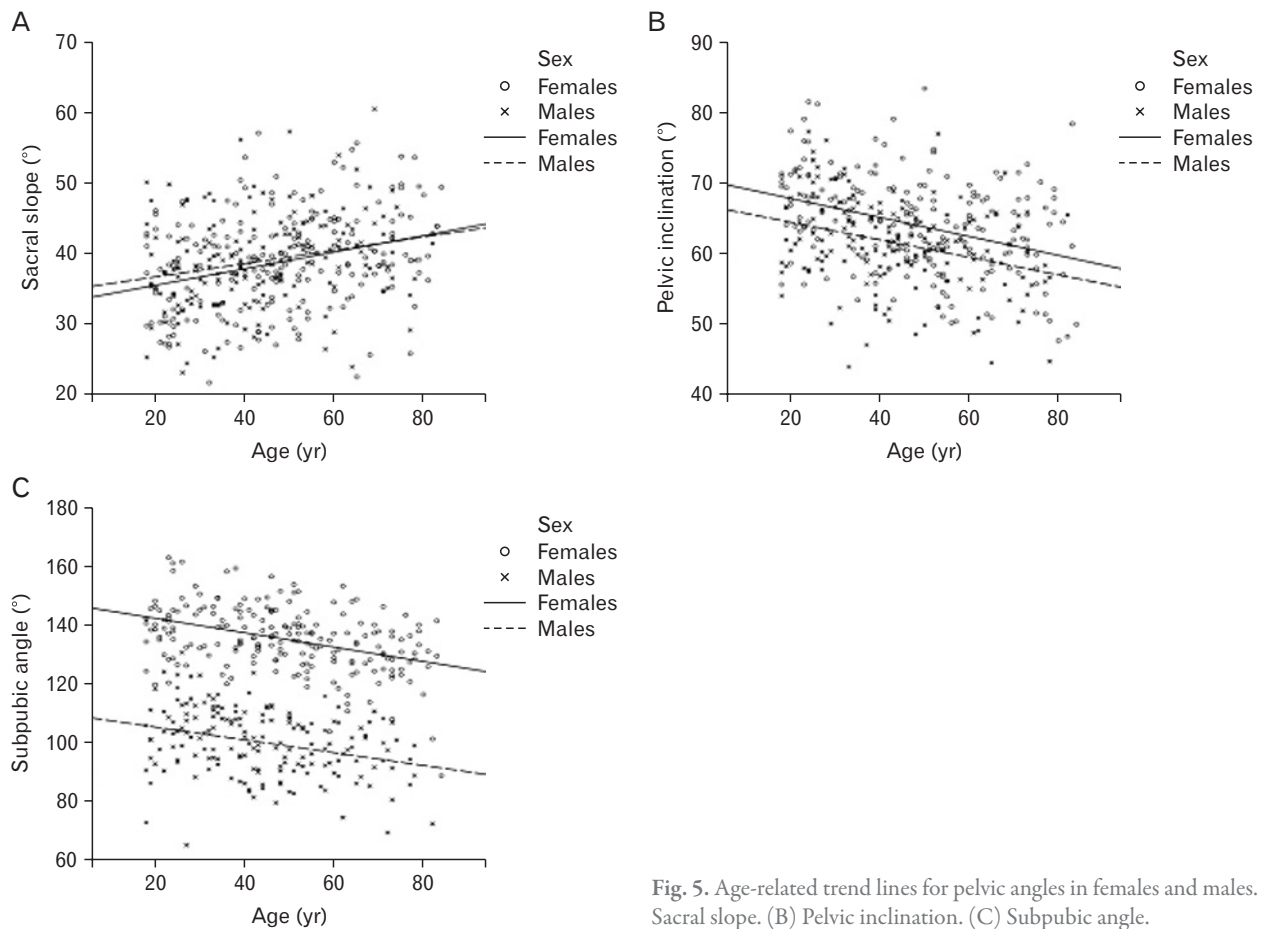 A
70
60
50
40
30
20
Sacral slope (°)
20 40 60 80
Age (yr)
Sex
Females
Males
Females
Males
B
90
80
70
60
50
40
Pelvic inclination (°)
20 40 60 80
Age (yr)
Sex
Females
Males
Females
Males
C
180
160
140
120
100
80
60
Subpubic angle (°)
20 40 60 80
Age (yr)
Sex
Females
Males
Females
Males
Fig. 5. Age-related trend lines for pelvic angles in females and males.
Sacral slope. (B) Pelvic inclination. (C) Subpubic angle.